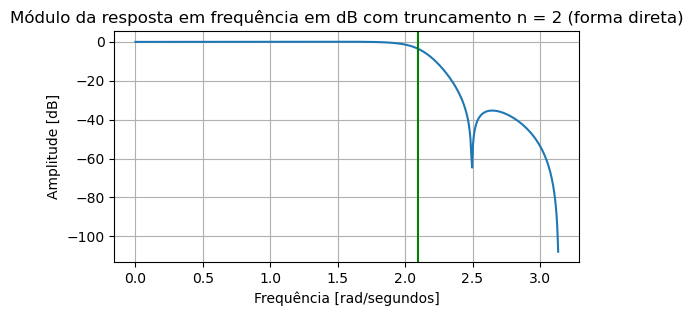 Módulo da resposta em frequência em dB com truncamento n = 2 (forma direta)
0
−20
−40
−60
−80
−100
Amplitude [dB]
0.0 0.5 1.0 1.5 2.0 2.5 3.0
Frequência [rad/segundos]